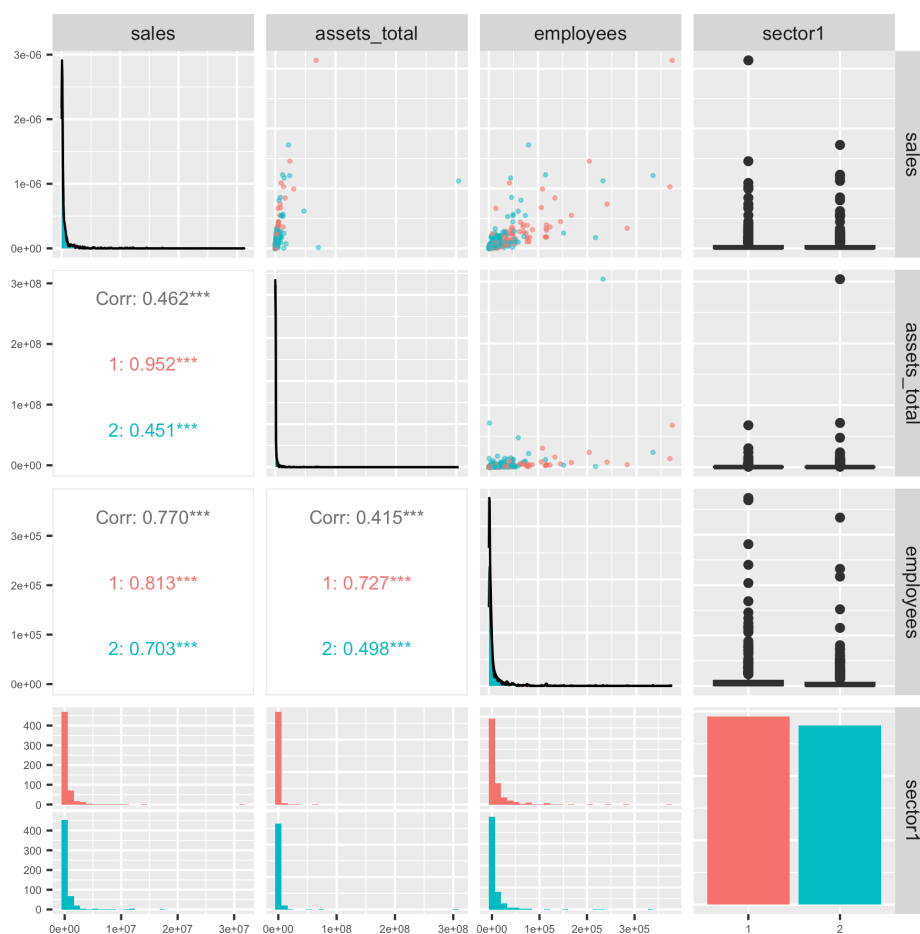 sales assets_total employees sector1
3e-06
2e-06
1e-06
0e+00
sales
3e+08
2e+08
1e+08
0e+00
Corr: 0.462***
1: 0.952***
2: 0.451***
assets_total
3e+05
2e+05
1e+05
0e+00
Corr: 0.770***
1: 0.813***
2: 0.703***
Corr: 0.415***
1: 0.727***
2: 0.498***
employees
400
300
200
100
0
400
300
200
100
0
sector1
0e+00 1e+07 2e+07 3e+07
0e+00 1e+08 2e+08 3e+08
0e+00 1e+05 2e+05 3e+05
1 2